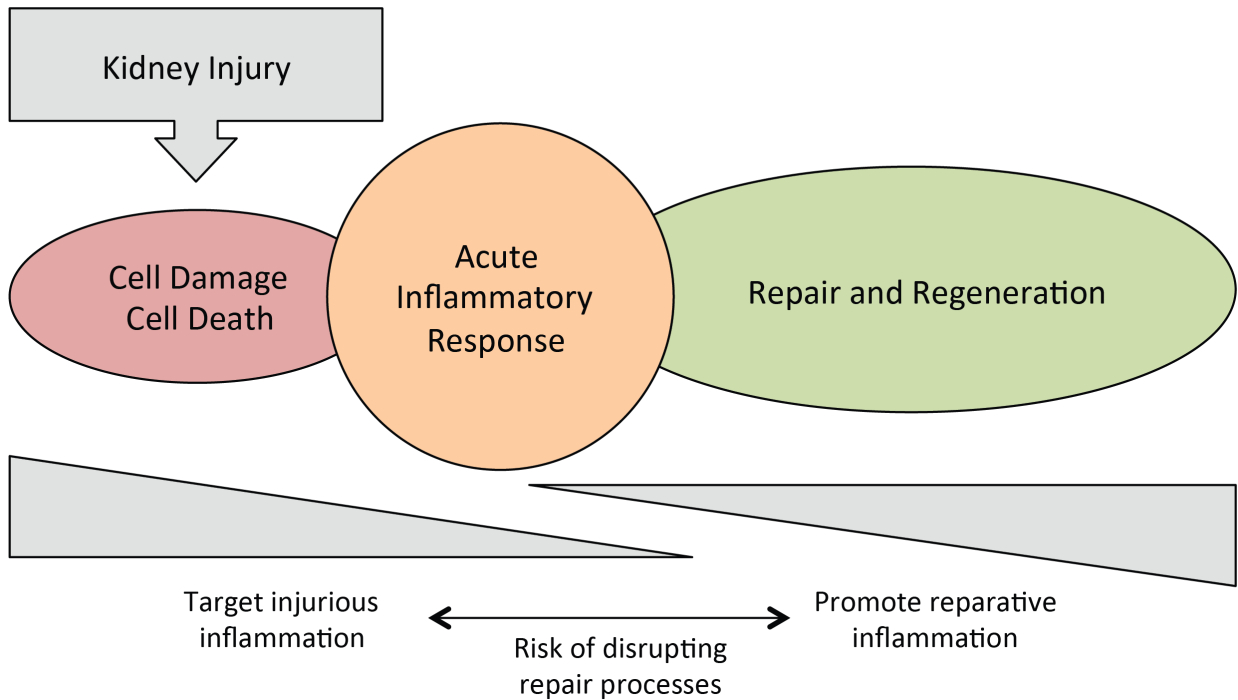 Kidney Injury
Cell Damage
Cell Death
Acute
Inflammatory
Response
Repair and Regeneration
Target injurious
inflammation
Risk of disrupting
repair processes
Promote reparative
inflammation